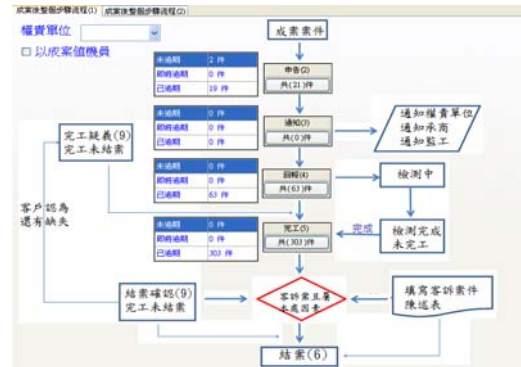 成案後整個步驟流程(1) 成案後整個步驟流程(2)
權責單位
以成案值機員
成案案件
未逾期 2 件
即將逾期 0 件
已逾期 19 件
申告(2)
共(21)件
未逾期 0 件
即將逾期 0 件
已逾期 0 件
通知(3)
共(0)件
通知權責單位
通知承商
通知監工
完工疑義(9)
完工未結案
未逾期 0 件
即將逾期 0 件
已逾期 63 件
回報(4)
共(63)件
檢測中
客戶認為
還有缺失
未逾期 0 件
即將逾期 0 件
已逾期 303 件
完工(5)
共(303)件
完成
檢測完成
未完工
結案確認(9)
完工未結案
客訴案且屬
本處因素
填寫客訴案件
陳述表
結案(6)